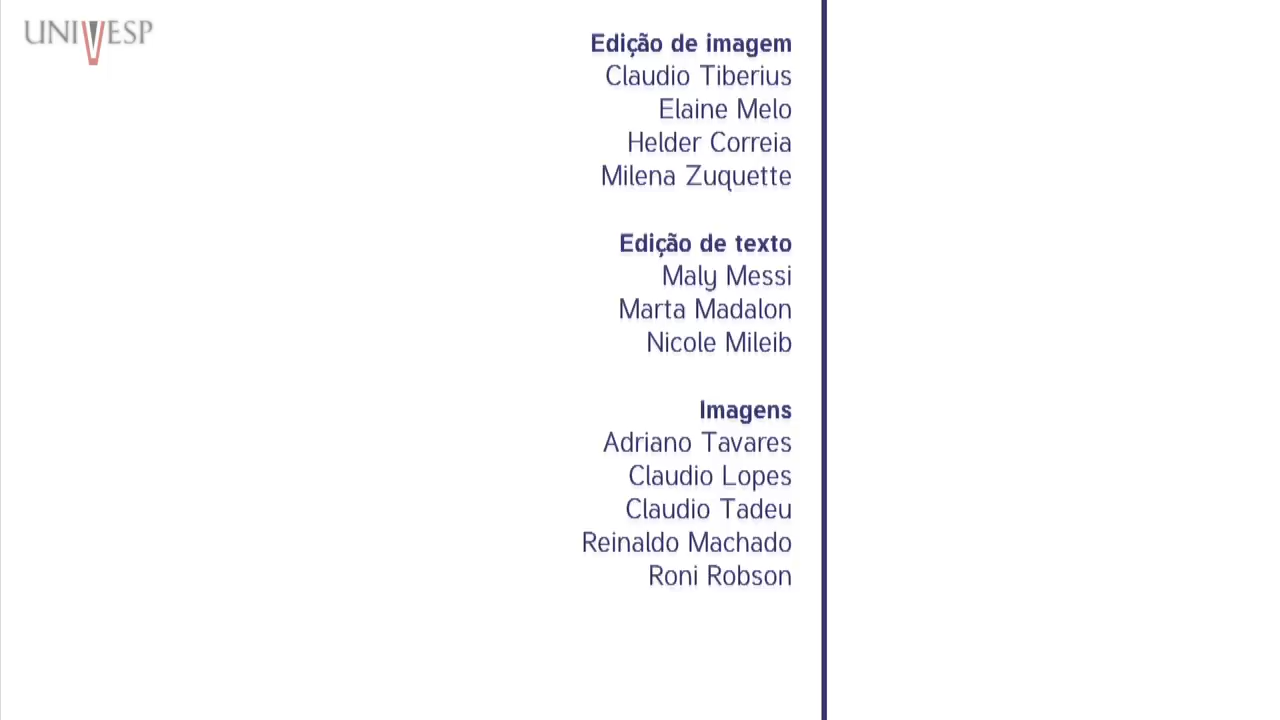 UNIVESP
Edição de imagem
Claudio Tiberius
Elaine Melo
Helder Correia
Milena Zuquette
Edição de texto
Maly Messi
Marta Madalon
Nicole Mileib
Imagens
Adriano Tavares
Claudio Lopes
Claudio Tadeu
Reinaldo Machado
Roni Robson